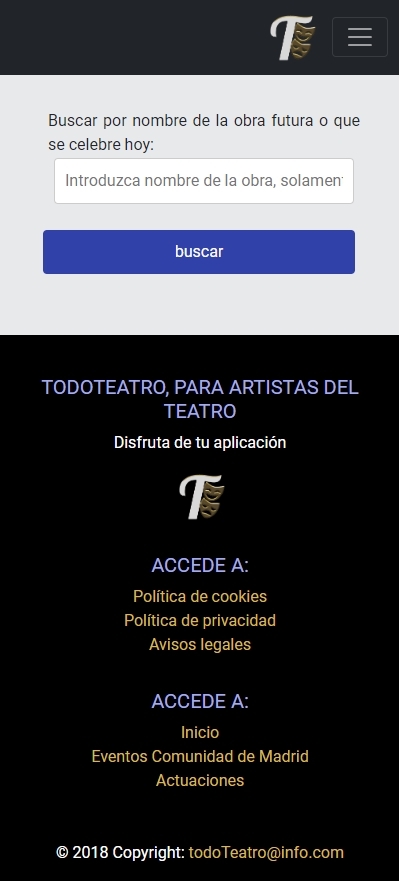 T
Buscar por nombre de la obra futura o que
se celebre hoy:
Introduzca nombre de la obra, solament
buscar
TODOTEATRO, PARA ARTISTAS DEL
TEATRO
Disfruta de tu aplicación
T
ACCEDE A:
Política de cookies
Política de privacidad
Avisos legales
ACCEDE A:
Inicio
Eventos Comunidad de Madrid
Actuaciones
© 2018 Copyright: todoTeatro@info.com